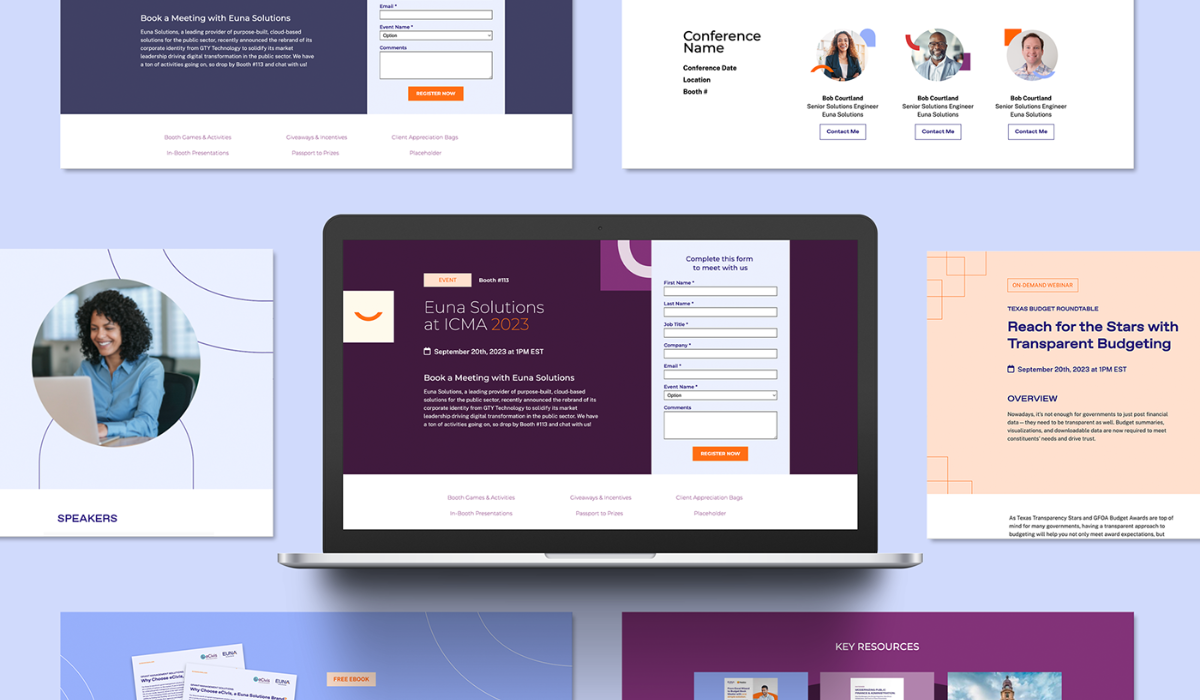 Book a Meeting with Euna Solutions
Euna Solutions, a leading provider of purpose-built, cloud-based
solutions for the public sector, recently announced the rebrand of its
corporate identity from GTY Technology to solidify its market
leadership driving digital transformation in the public sector. We have
a ton of activities going on, so drop by Booth #113 and chat with us!
Email *
Event Name *
Option
Comments
REGISTER NOW
Booth Games & Activities
Giveaways & Incentives
Client Appreciation Bags
In-Booth Presentations
Passport to Prizes
Placeholder
Conference
Name
Conference Date
Location
Booth #
Bob Courtland
Senior Solutions Engineer
Euna Solutions
Contact Me
Bob Courtland
Senior Solutions Engineer
Euna Solutions
Contact Me
Bob Courtland
Senior Solutions Engineer
Euna Solutions
Contact Me
SPEAKERS
EVENT
Booth #113
Euna Solutions
at ICMA 2023
September 20th, 2023 at 1PM EST
Book a Meeting with Euna Solutions
Euna Solutions, a leading provider of purpose-built, cloud-based
solutions for the public sector, recently announced the rebrand of its
corporate identity from GTY Technology to solidify its market
leadership driving digital transformation in the public sector. We have
a ton of activities going on, so drop by Booth #113 and chat with us!
Complete this form
to meet with us
First Name *
Last Name *
Job Title *
Company *
Email *
Event Name *
Option
Comments
REGISTER NOW
Booth Games & Activities
Giveaways & Incentives
Client Appreciation Bags
In-Booth Presentations
Passport to Prizes
Placeholder
ON-DEMAND WEBINAR
TEXAS BUDGET ROUNDTABLE
Reach for the Stars with
Transparent Budgeting
September 20th, 2023 at 1PM EST
OVERVIEW
Nowadays, it's not enough for governments to just post financial
data – they need to be transparent as well. Budget summaries,
visualizations, and downloadable data are now required to meet
constituents' needs and drive trust.
As Texas Transparency Stars and GFOA Budget Awards are top of
mind for many governments, having a transparent approach to
budgeting will help you not only meet award expectations, but
eCivis EUNA
Why Choose eCivis, a Euna
eCivis EUNA
Why Choose eCivis, a Euna Solutions Brand
FREE EBOOK
KEY RESOURCES